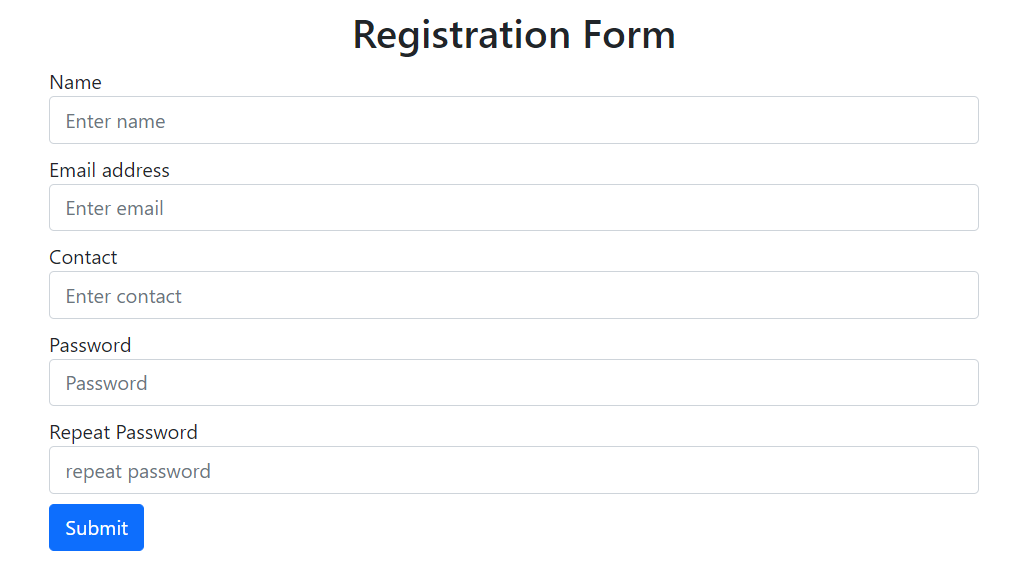 Registration Form
Name
Enter name
Email address
Enter email
Contact
Enter contact
Password
Password
Repeat Password
repeat password
Submit